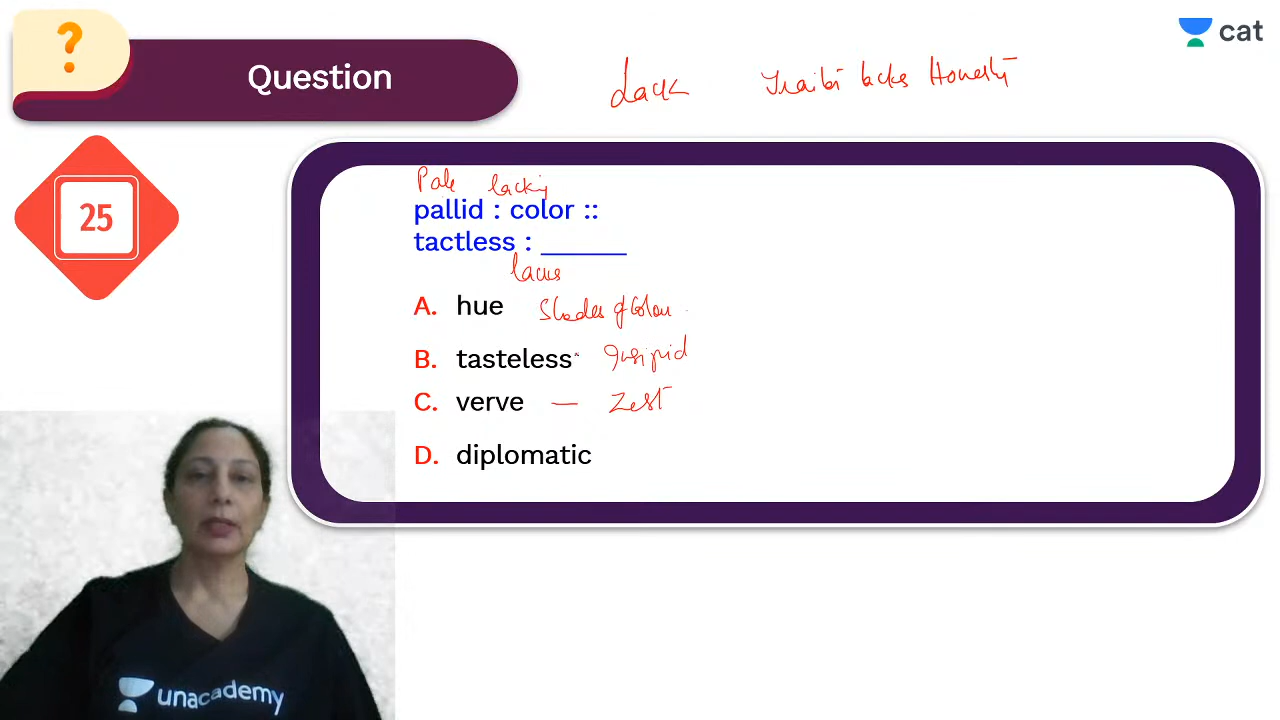 Question
cat
Lack
Traitor lacks Honesty
25
Pale lacking
pallid : color ::
tactless : ______
lacks
A. hue Shades of Colour
B. tasteless Insipid
C. verve — Zest
D. diplomatic
unacademy